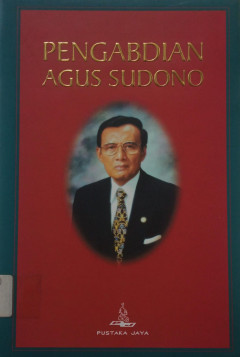 PENGABDIAN
AGUS SUDONO
PUSTAKA JAYA